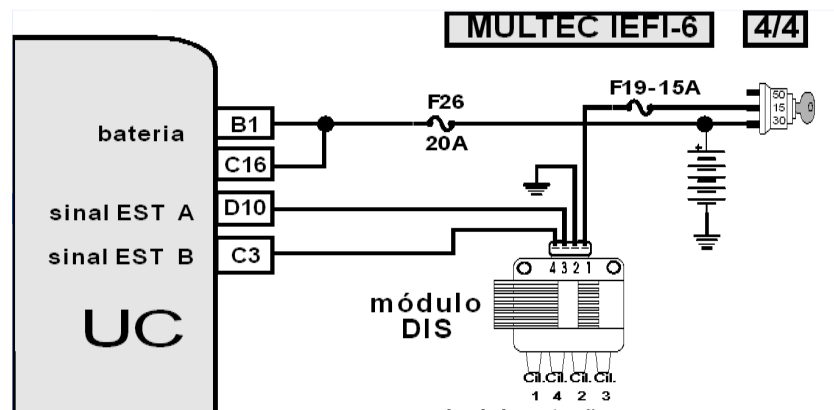 MULTEC IEFI-6 4/4
F19-15A
50
15
30
F26
20A
bateria B1
C16
sinal EST A D10
sinal EST B C3
UC
4 3 2 1
módulo
DIS
Cil. Cil. Cil. Cil.
1 4 2 3